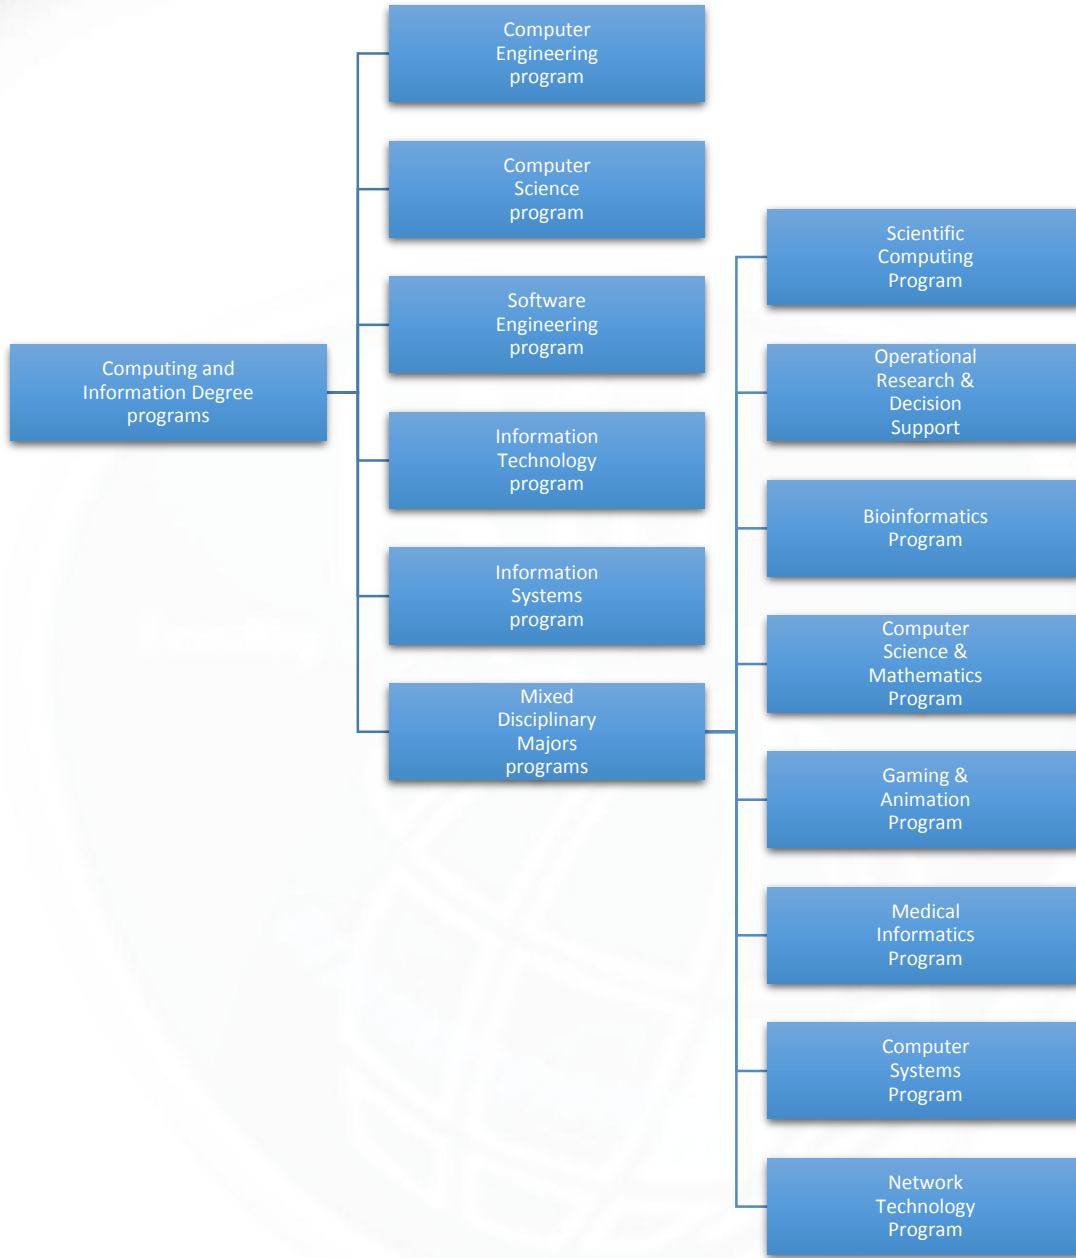 Computing and
Information Degree
programs
Computer
Engineering
program
Computer
Science
program
Software
Engineering
program
Information
Technology
program
Information
Systems
program
Mixed
Disciplinary
Majors
programs
Scientific
Computing
Program
Operational
Research &
Decision
Support
Bioinformatics
Program
Computer
Science &
Mathematics
Program
Gaming &
Animation
Program
Medical
Informatics
Program
Computer
Systems
Program
Network
Technology
Program